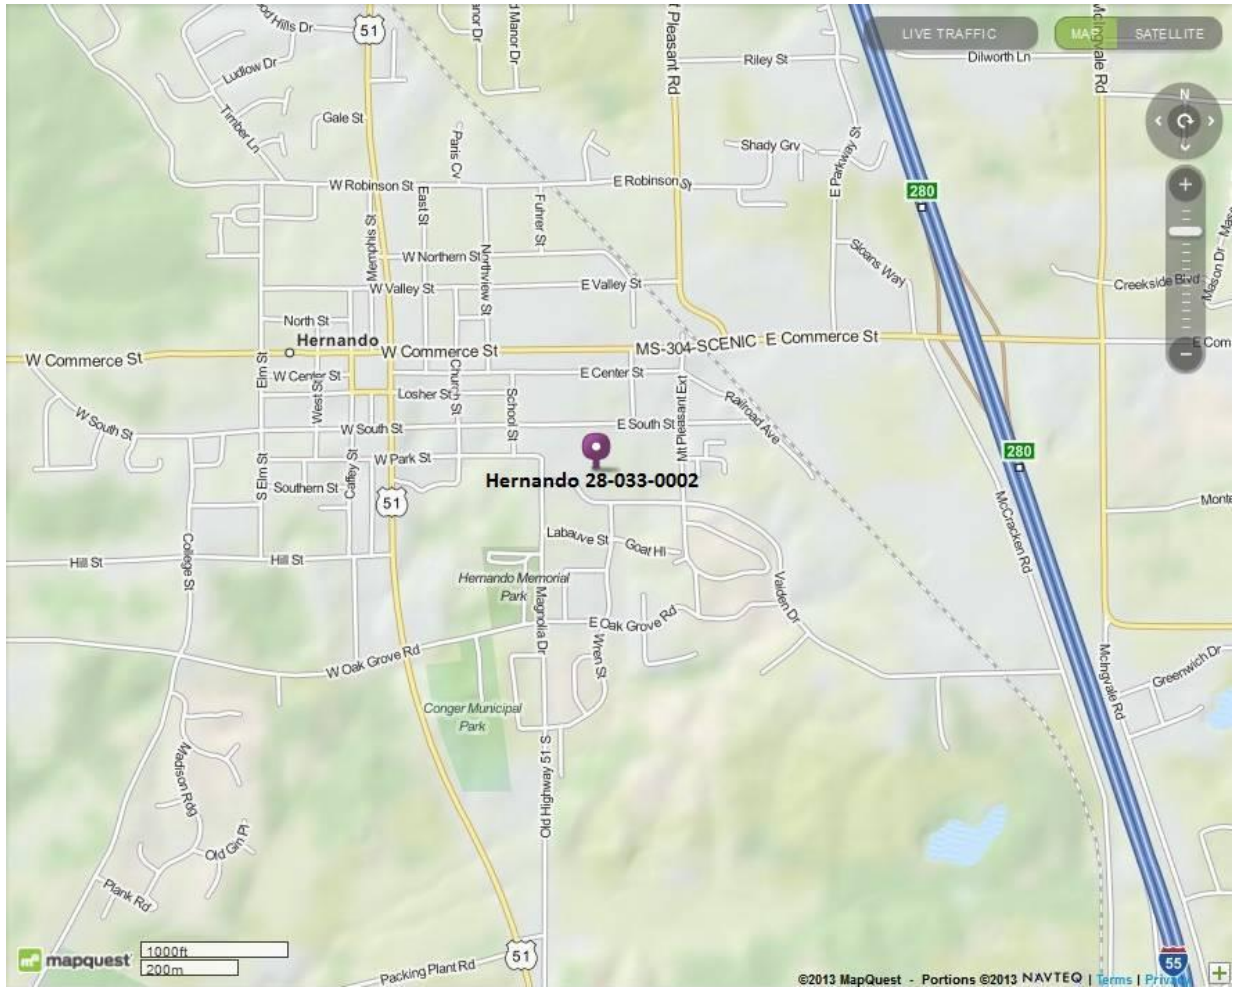 51
Ludlow Dr
LIVE TRAFFIC
MAP
SATELLITE
Riley St
Dilworth Ln
McIngvale Rd
N
Timber Ln
Gale St
Paris Cv
Shady Grv
E Parkway St
W Robinson St
East St
E Robinson St
Fuhrer St
280
Memphis St
W Northern St
Northview St
Sloans Way
W Valley St
E Valley St
Creekside Blvd
Mason Dr
North St
Hernando
W Commerce St
W Commerce St
MS-304-SCENIC
E Commerce St
E Com
Elm St
W Center St
West St
Losher St
Church St
School St
E Center St
Mt Pleasant Ext
Railroad Ave
W South St
W South St
E South St
W Park St
S Elm St
Southern St
Caffey St
51
Hernando 28-033-0002
280
McCracken Rd
Monte
Hill St
College St
Hill St
Labauve St
Goat Hl
Hernando Memorial
Park
Magnolia Dr
E Oak Grove Rd
Wren St
Vaiden Dr
W Oak Grove Rd
McIngvale Rd
Greenwich Dr
Conger Municipal
Park
Madison Rdg
Old Highway 51 S
Old Gin Pl
Plank Rd
mapquest
1000ft
200m
Packing Plant Rd
51
55
©2013 MapQuest - Portions ©2013 NAVTEQ | Terms |